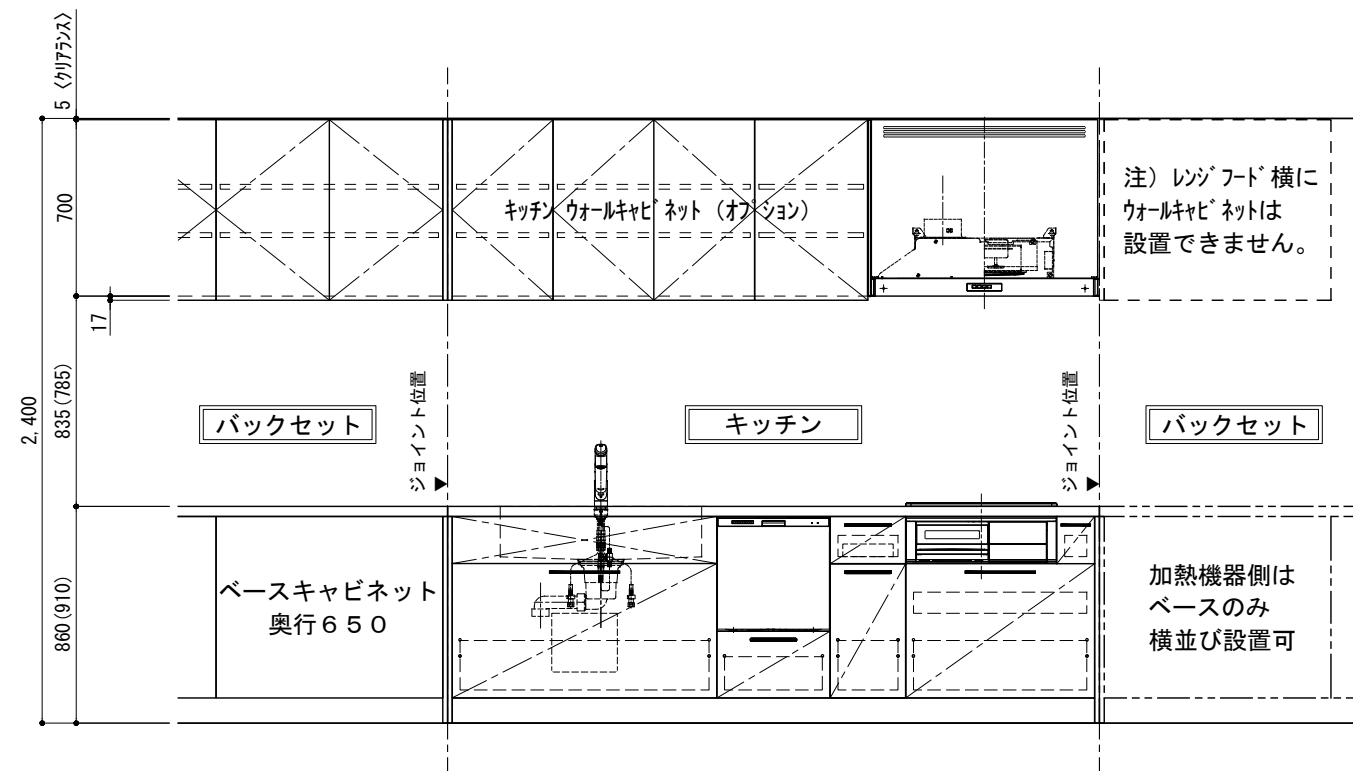 5 〈ｸﾘｱﾗﾝｽ〉
700
17
2,400
835(785)
860(910)
キッチン ウォールキャビネット （オプション）
注）レンジフード横に
ウォールキャビネットは
設置できません。
バックセット
ジョイント位置
キッチン
ジョイント位置
バックセット
ベースキャビネット
奥行６５０
加熱機器側は
ベースのみ
横並び設置可